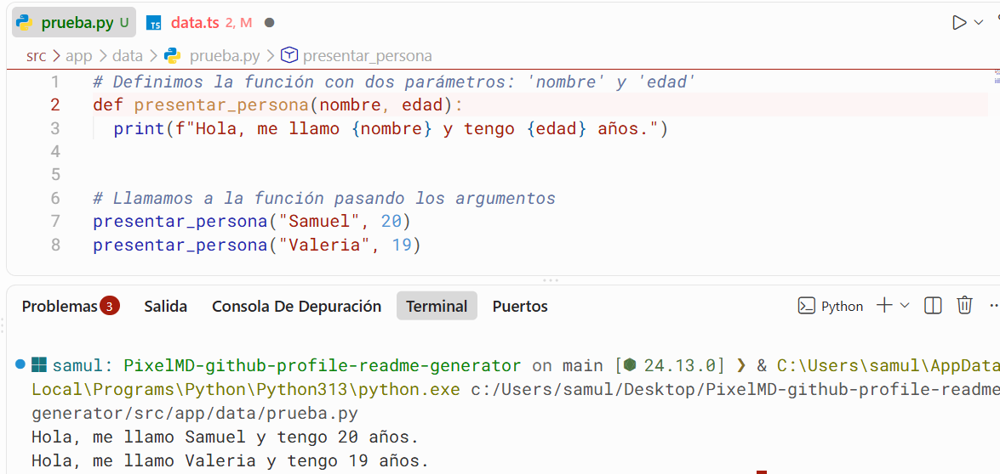 prueba.py U data.ts 2, M
src > app > data > prueba.py > presentar_persona
1 # Definimos la función con dos parámetros: 'nombre' y 'edad'
2 def presentar_persona(nombre, edad):
3 print(f"Hola, me llamo {nombre} y tengo {edad} años.")
4
5
6 # Llamamos a la función pasando los argumentos
7 presentar_persona("Samuel", 20)
8 presentar_persona("Valeria", 19)
Problemas 3 Salida Consola De Depuración Terminal Puertos Python
samul: PixelMD-github-profile-readme-generator on main [⬢ 24.13.0] ❯ & C:\Users\samul\AppData
Local\Programs\Python\Python313\python.exe c:/Users/samul/Desktop/PixelMD-github-profile-readme
generator/src/app/data/prueba.py
Hola, me llamo Samuel y tengo 20 años.
Hola, me llamo Valeria y tengo 19 años.